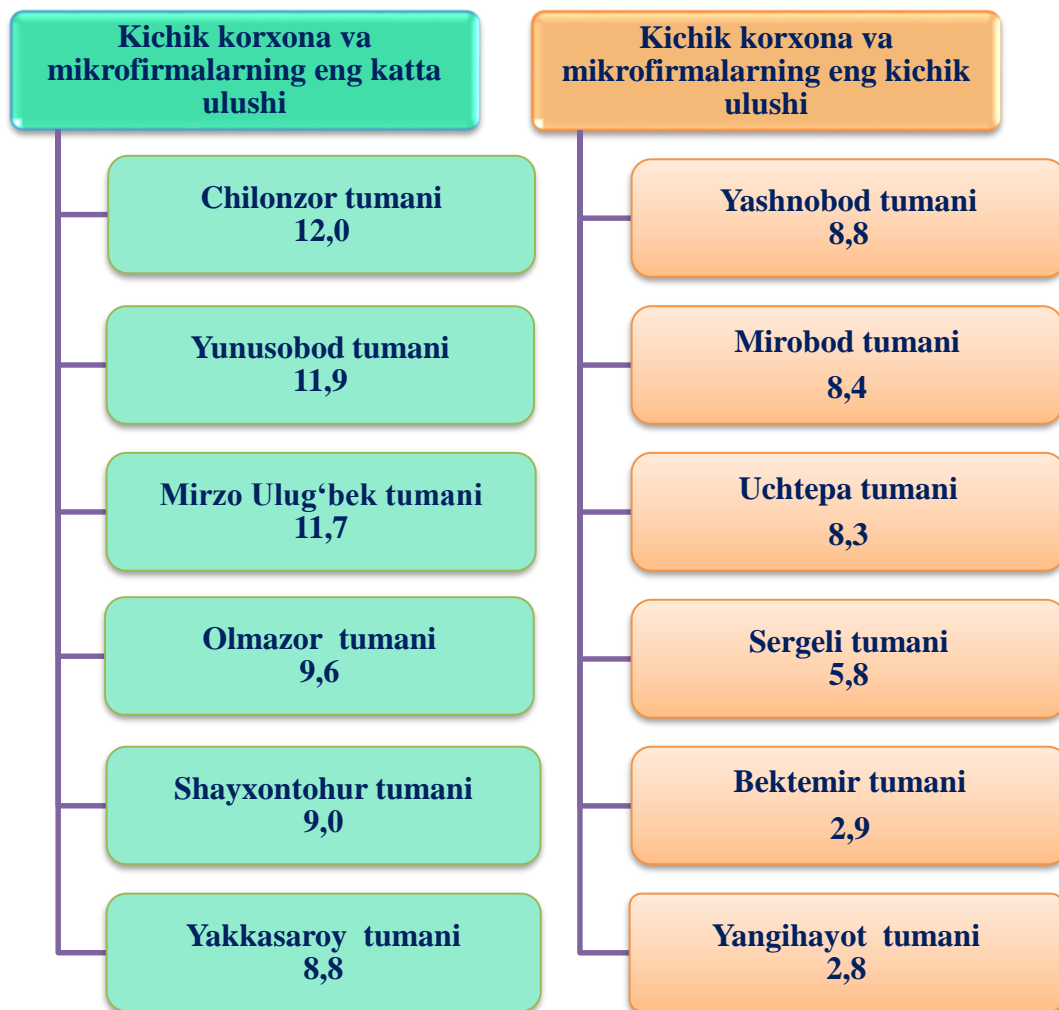 Kichik korxona va
mikrofirmalarning eng katta
ulushi
Chilonzor tumani
12,0
Yunusobod tumani
11,9
Mirzo Ulug‘bek tumani
11,7
Olmazor  tumani
9,6
Shayxontohur tumani
9,0
Yakkasaroy  tumani
8,8
Kichik korxona va
mikrofirmalarning eng kichik
ulushi
Yashnobod tumani
8,8
Mirobod tumani
8,4
Uchtepa tumani
8,3
Sergeli tumani
5,8
Bektemir tumani
2,9
Yangihayot  tumani
2,8